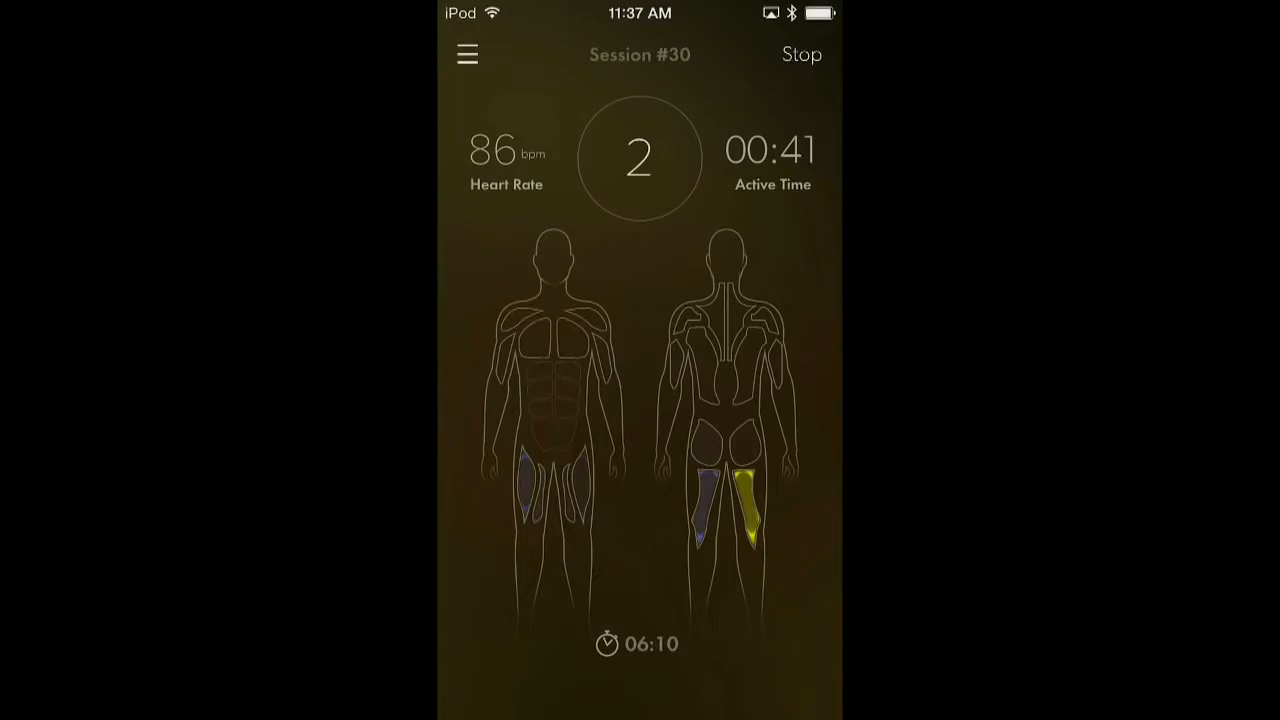 iPod 11:37 AM
Session #30 Stop
86 bpm 2 00:41
Heart Rate Active Time
06:10